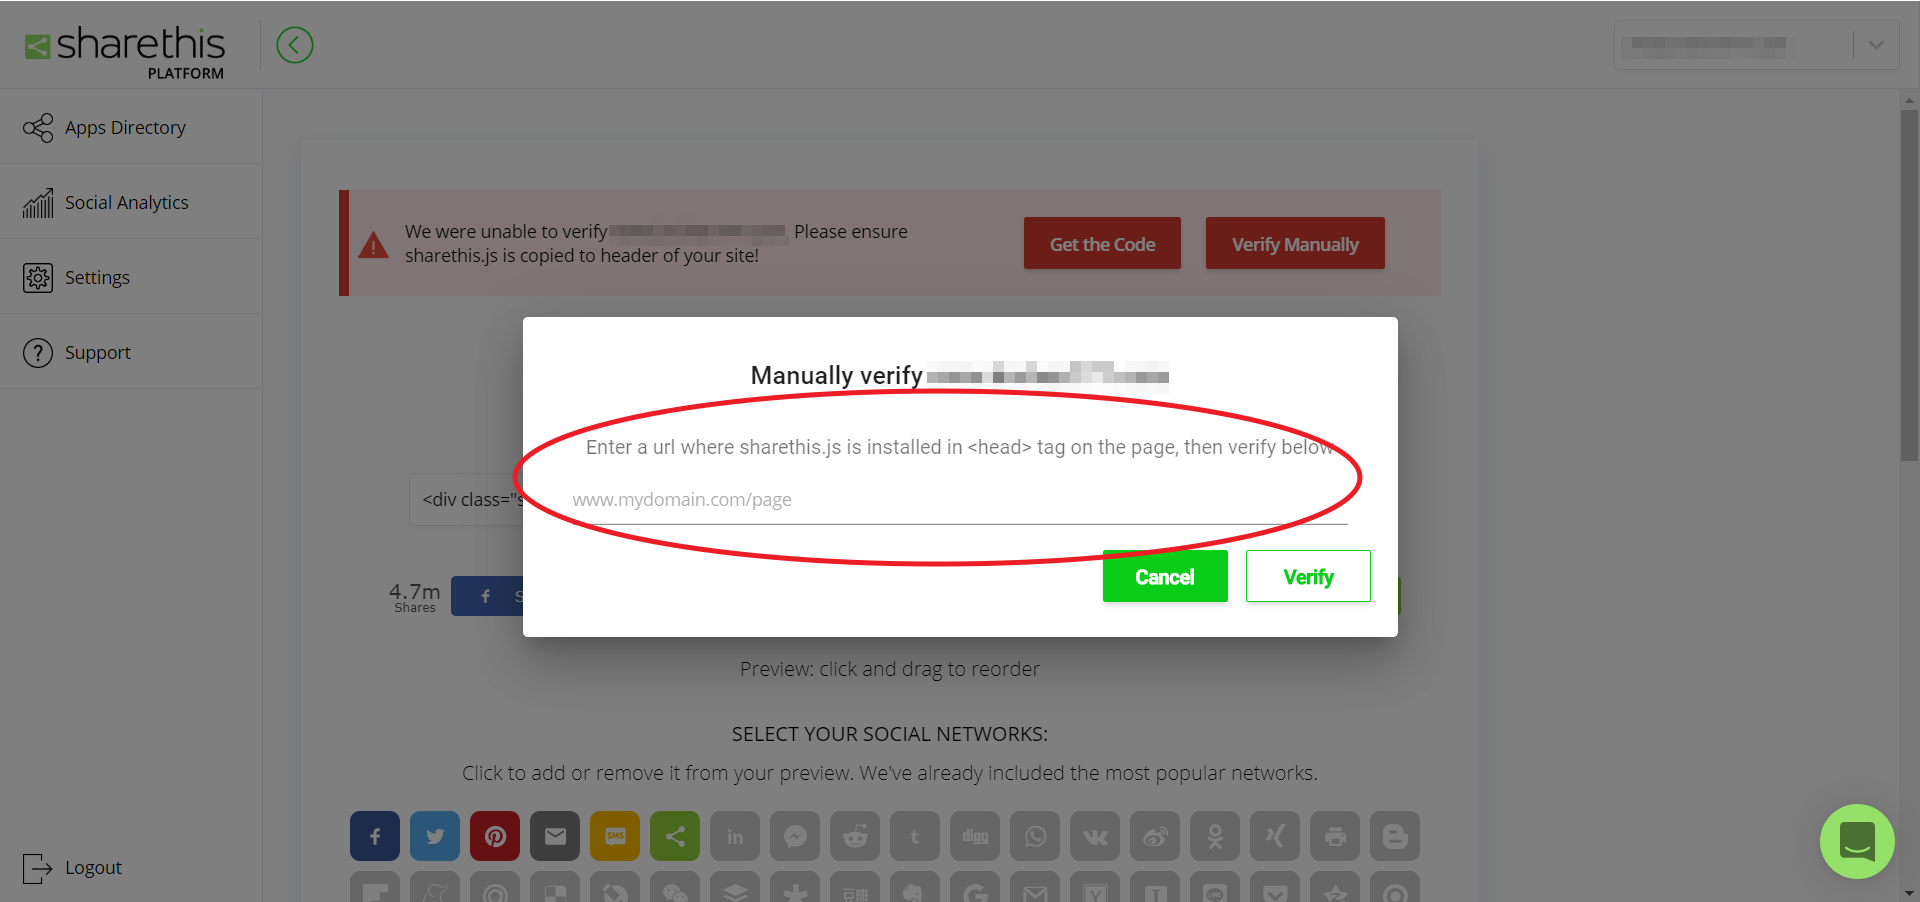 sharethis
PLATFORM
Apps Directory
Social Analytics
Settings
Support
Logout
We were unable to verify Please ensure
sharethis.js is copied to header of your site!
Get the Code
Verify Manually
Manually verify
Enter a url where sharethis.js is installed in <head> tag on the page, then verify below
www.mydomain.com/page
Cancel
Verify
<div class="s
4.7m
Shares
S
Preview: click and drag to reorder
SELECT YOUR SOCIAL NETWORKS:
Click to add or remove it from your preview. We've already included the most popular networks.
SMS
in
t
digg